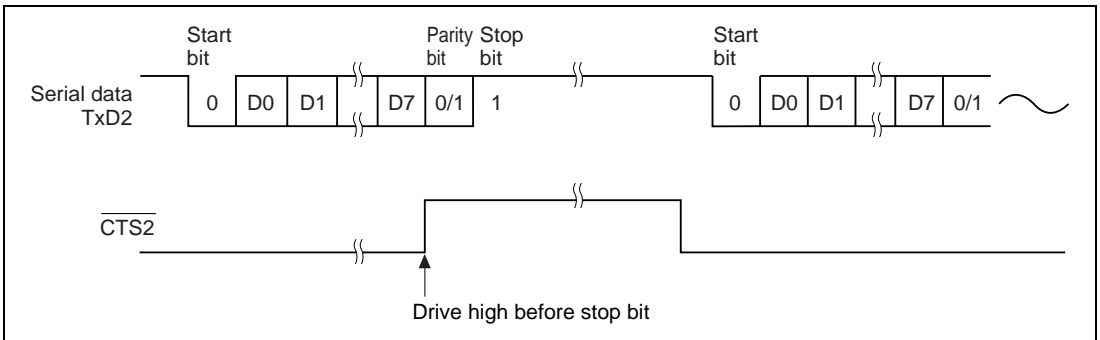 Start bit
Parity bit
Stop bit
Start bit
Serial data TxD2
0 D0 D1 D7 0/1 1 0 D0 D1 D7 0/1
CTS2
Drive high before stop bit